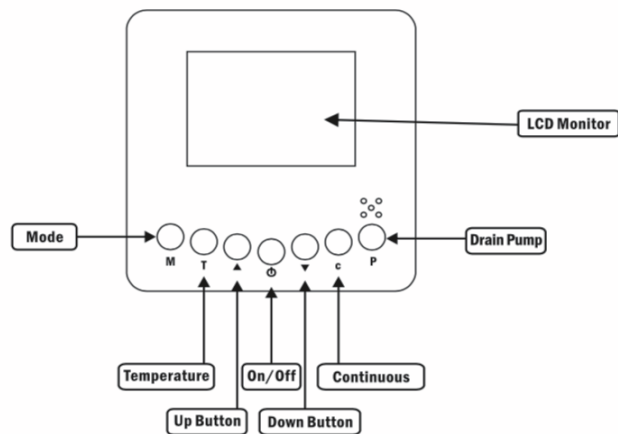 LCD Monitor
Mode
Drain Pump
M
T
▲
⏻
▼
c
P
Temperature
On/Off
Continuous
Up Button
Down Button